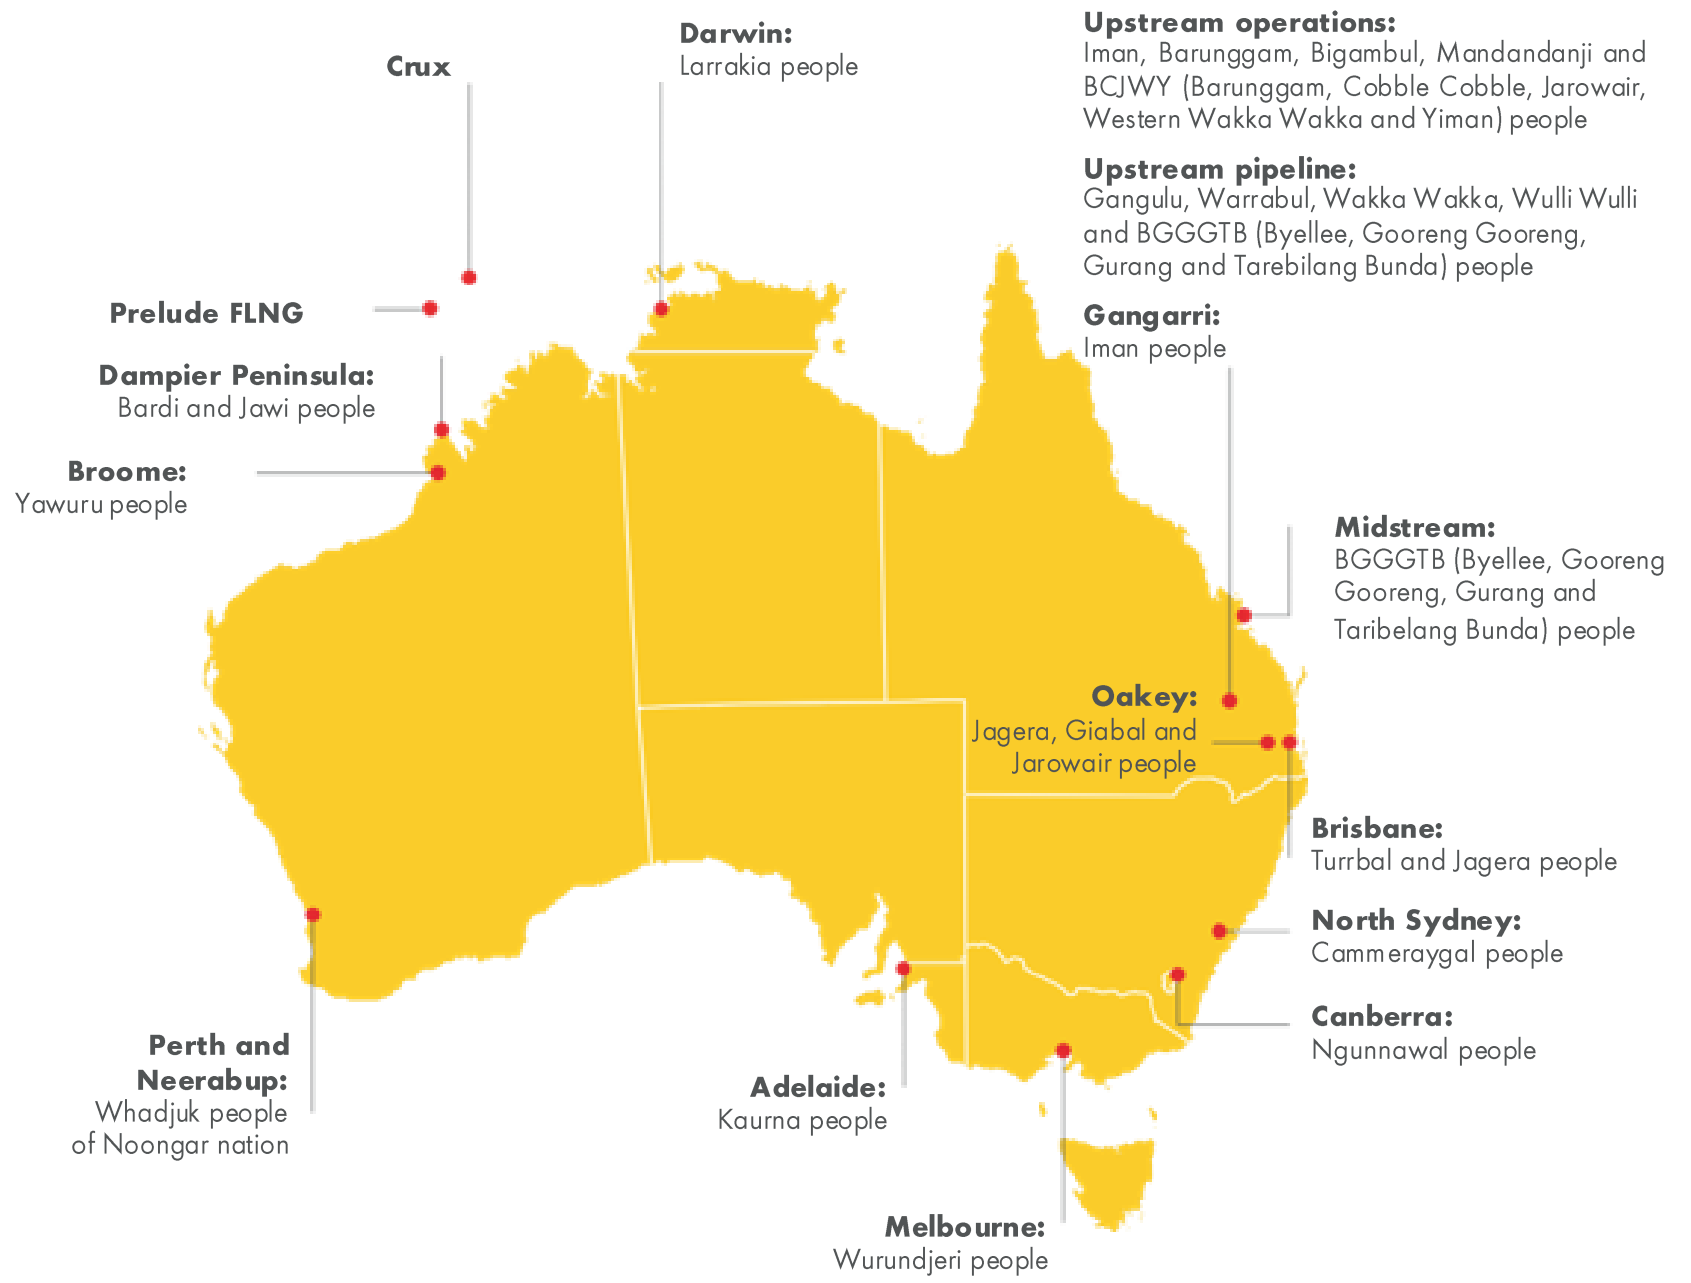 Crux
Darwin:
Larrakia people
Upstream operations:
Iman, Barunggam, Bigambul, Mandandanji and
BCJWY (Barunggam, Cobble Cobble, Jarowair,
Western Wakka Wakka and Yiman) people
Upstream pipeline:
Gangulu, Warrabul, Wakka Wakka, Wulli Wulli
and BGGGTB (Byellee, Gooreng Gooreng,
Gurang and Tarebilang Bunda) people
Gangarri:
Iman people
Prelude FLNG
Dampier Peninsula:
Bardi and Jawi people
Broome:
Yawuru people
Midstream:
BGGGTB (Byellee, Gooreng
Gooreng, Gurang and
Taribelang Bunda) people
Oakey:
Jagera, Giabal and
Jarowair people
Brisbane:
Turrbal and Jagera people
North Sydney:
Cammeraygal people
Canberra:
Ngunnawal people
Perth and
Neerabup:
Whadjuk people
of Noongar nation
Adelaide:
Kaurna people
Melbourne:
Wurundjeri people